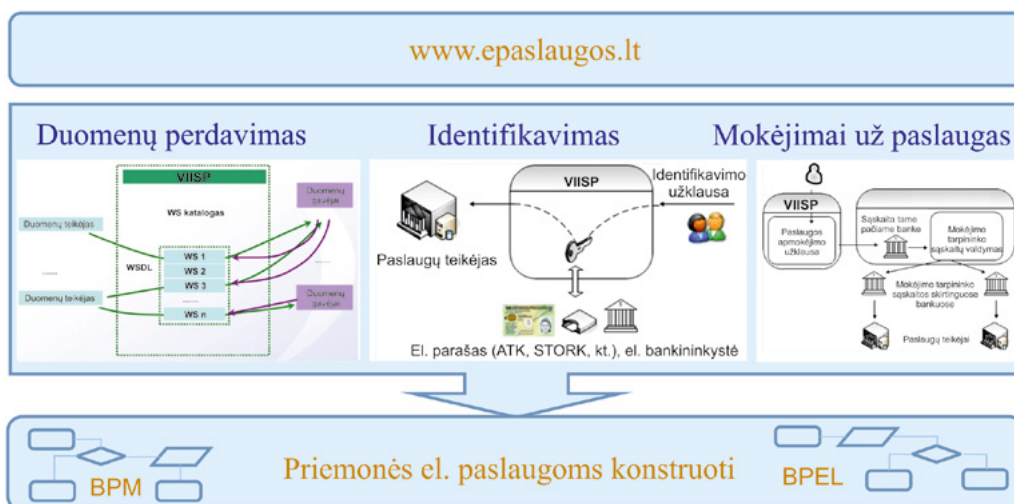 www.epaslaugos.lt
Duomenų perdavimas
VIISP
WS katalogas
Duomenų teikėjas
Duomenų gavėjai
WSDL
WS 1
WS 2
WS 3
Duomenų teikėjas
WS n
Duomenų gavėjai
Identifikavimas
VIISP
Identifikavimo
užklausa
Paslaugų teikėjas
El. parašas (ATK, STORK, kt.), el. bankininkystė
Mokėjimai už paslaugas
VIISP
Paslaugos
apmokėjimo
užklausa
Sąskaita tame
pačiame banke
Mokėjimo
tarpininko
sąskaitų valdymas
Mokėjimo tarpininko
sąskaitos skirtinguose
bankuose
Paslaugų teikėjai
BPM
Priemonės el. paslaugoms konstruoti
BPEL